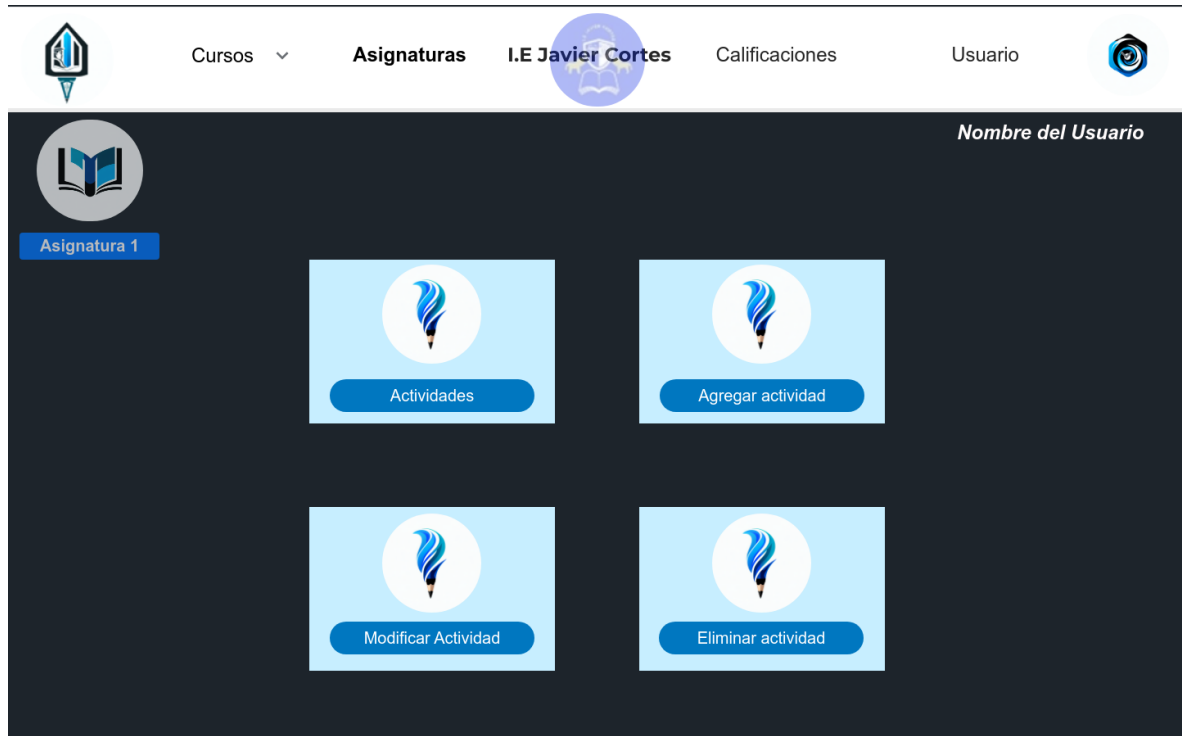 Cursos Asignaturas I.E Javier Cortes Calificaciones Usuario
Nombre del Usuario
Asignatura 1
Actividades Agregar actividad
Modificar Actividad Eliminar actividad